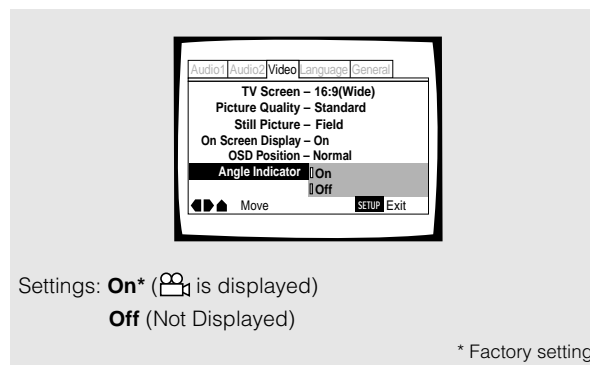 Audio1 Audio2 Video Language General
TV Screen – 16:9(Wide)
Picture Quality – Standard
Still Picture – Field
On Screen Display – On
OSD Position – Normal
Angle Indicator On
Off
Move SETUP Exit
Settings: On* ( is displayed)
Off (Not Displayed)
* Factory setting